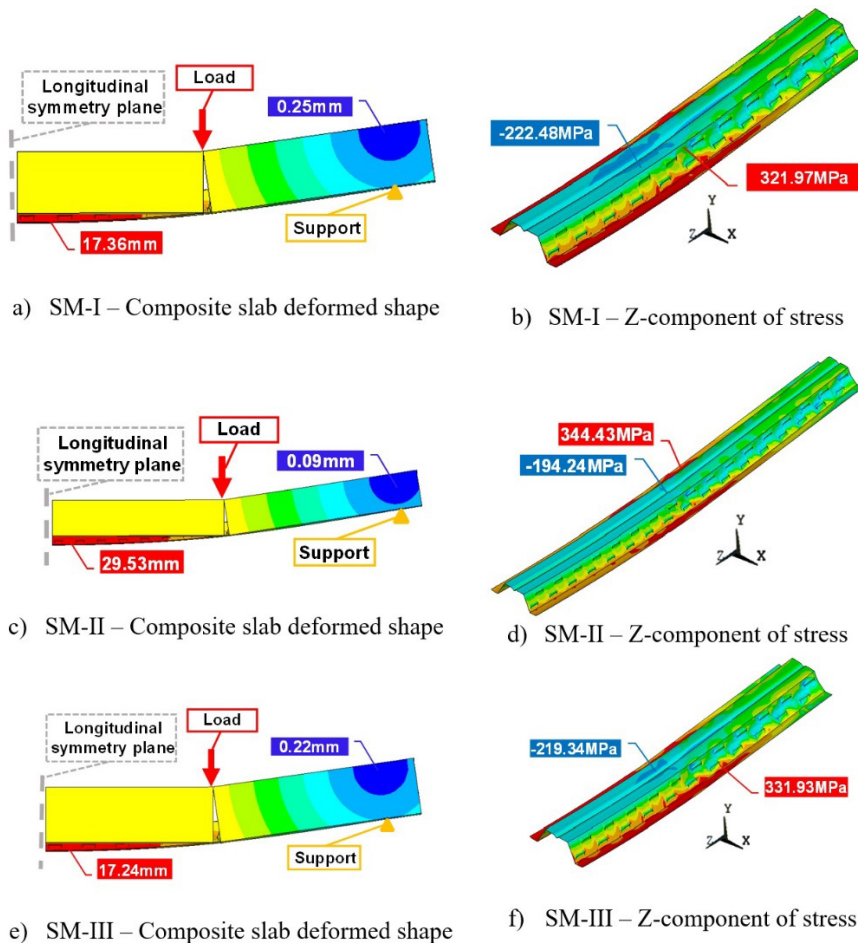 Longitudinal
symmetry plane
Load
0.25mm
Support
17.36mm
a) SM-I – Composite slab deformed shape
-222.48MPa
321.97MPa
Y
Z
X
b) SM-I – Z-component of stress
Longitudinal
symmetry plane
Load
0.09mm
Support
29.53mm
c) SM-II – Composite slab deformed shape
344.43MPa
-194.24MPa
Y
Z
X
d) SM-II – Z-component of stress
Longitudinal
symmetry plane
Load
0.22mm
Support
17.24mm
e) SM-III – Composite slab deformed shape
-219.34MPa
331.93MPa
Y
Z
X
f) SM-III – Z-component of stress